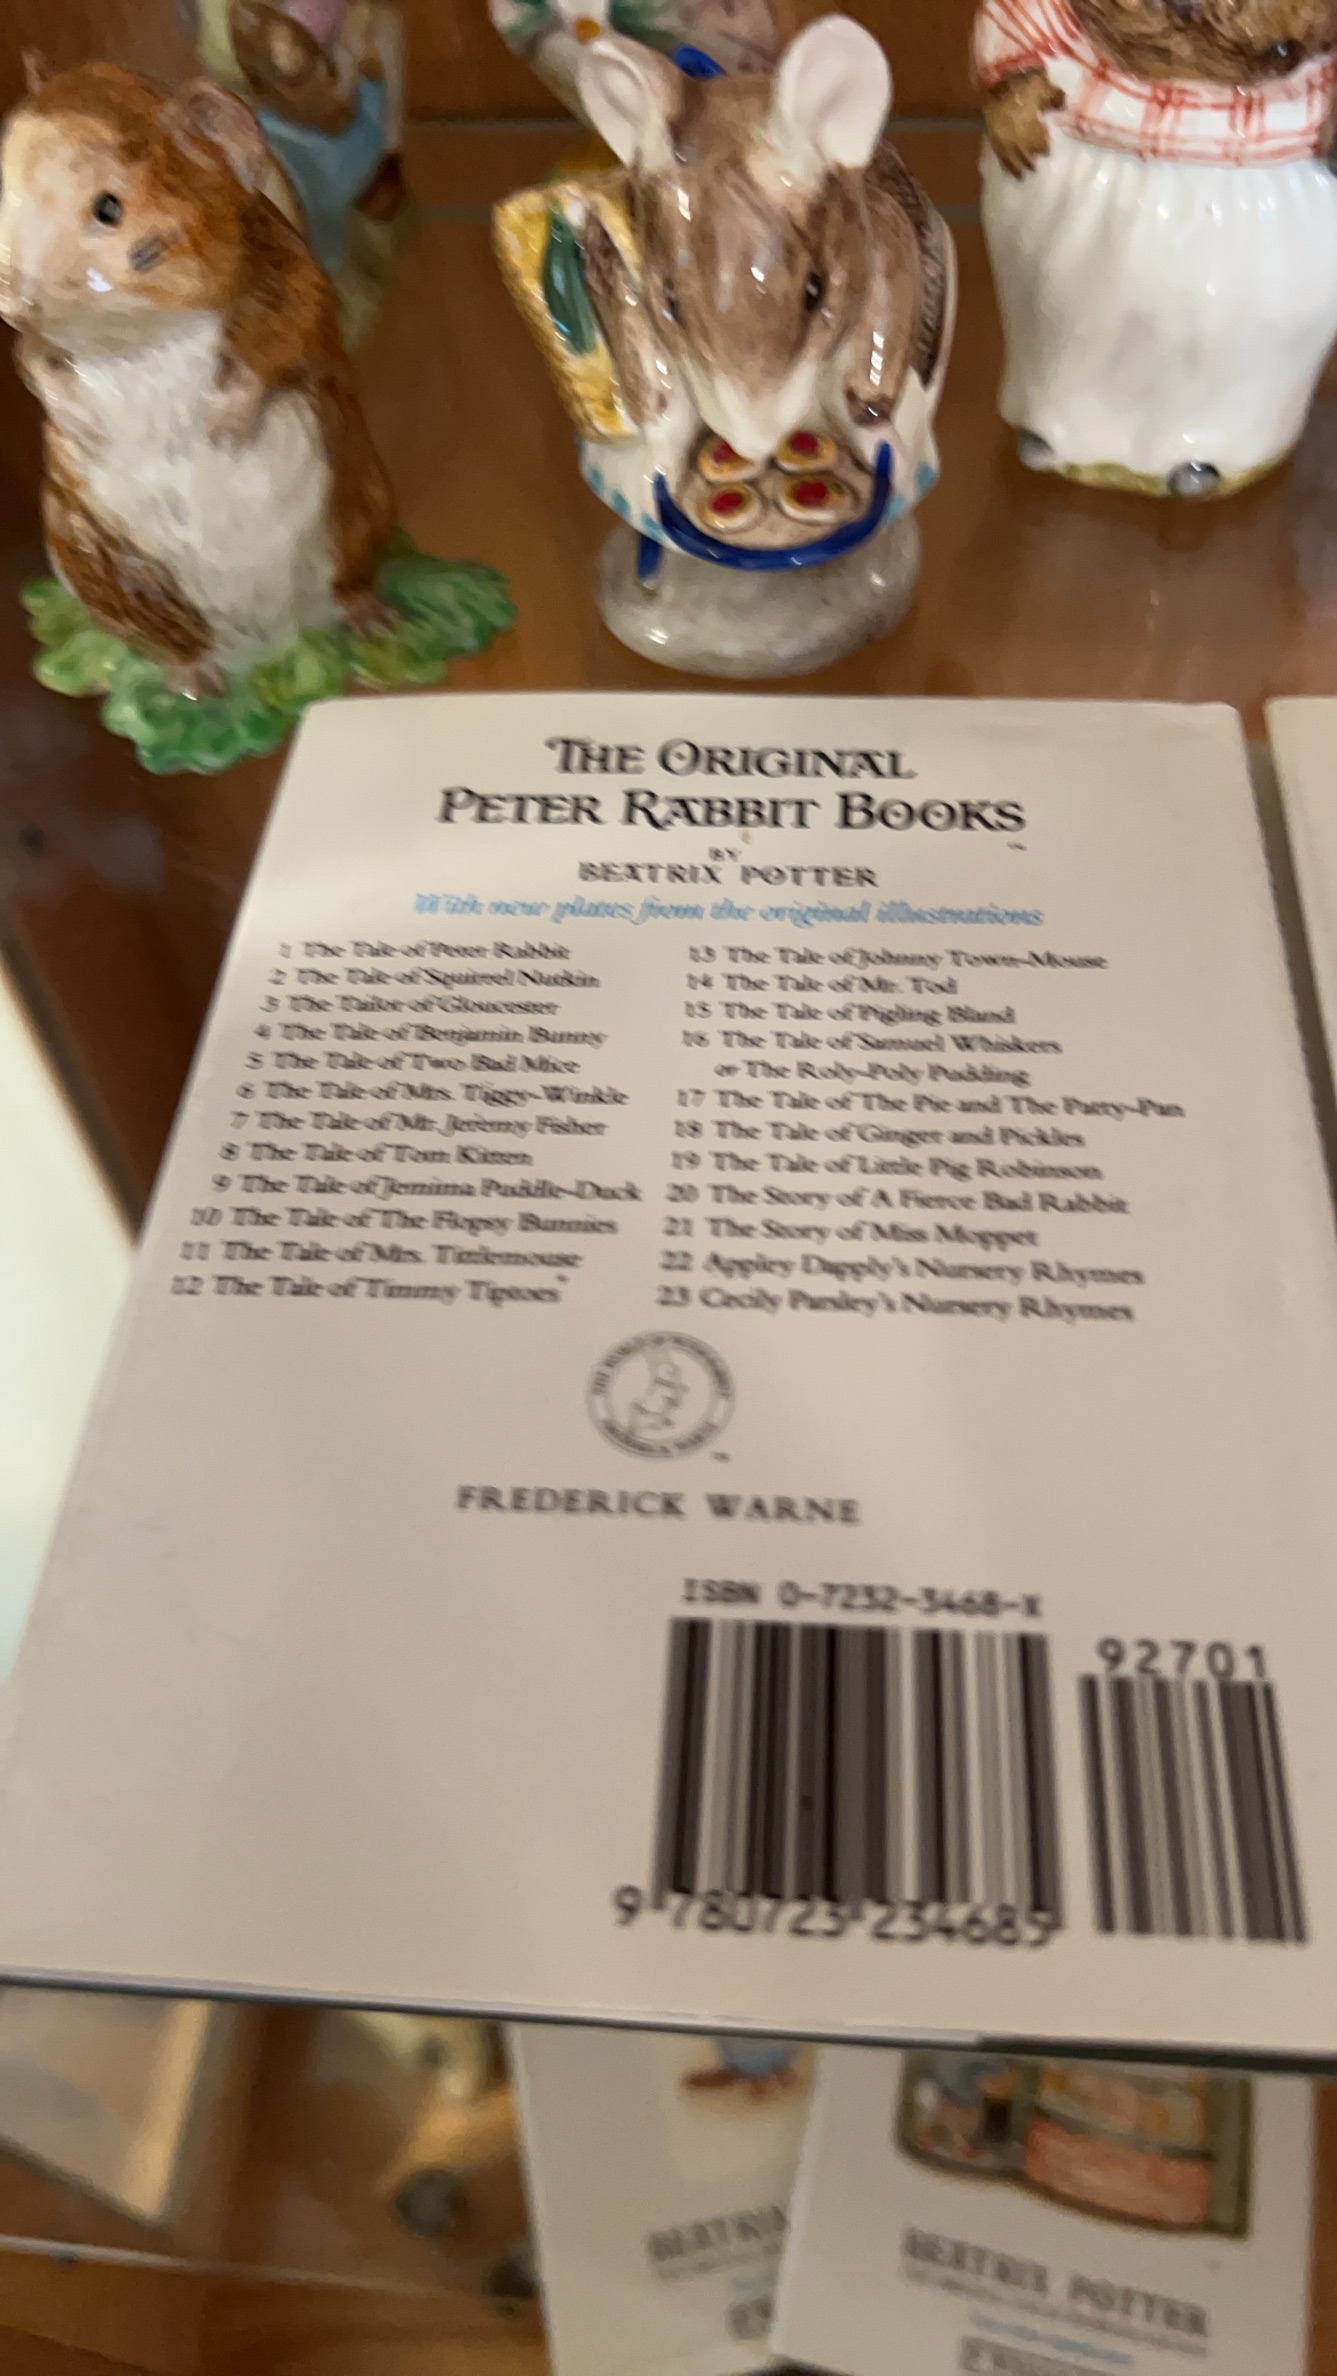 THE ORIGINAL
PETER RABBIT BOOKS
™
BY
BEATRIX POTTER
With new plates from the original illustrations
1 The Tale of Peter Rabbit
2 The Tale of Squirrel Nutkin
3 The Tailor of Gloucester
4 The Tale of Benjamin Bunny
5 The Tale of Two Bad Mice
6 The Tale of Mrs. Tiggy-Winkle
7 The Tale of Mr. Jeremy Fisher
8 The Tale of Tom Kitten
9 The Tale of Jemima Puddle-Duck
10 The Tale of The Flopsy Bunnies
11 The Tale of Mrs. Tittlemouse
12 The Tale of Timmy Tiptoes
13 The Tale of Johnny Town-Mouse
14 The Tale of Mr. Tod
15 The Tale of Pigling Bland
16 The Tale of Samuel Whiskers
or The Roly-Poly Pudding
17 The Tale of The Pie and The Patty-Pan
18 The Tale of Ginger and Pickles
19 The Tale of Little Pig Robinson
20 The Story of A Fierce Bad Rabbit
21 The Story of Miss Moppet
22 Appley Dapply's Nursery Rhymes
23 Cecily Parsley's Nursery Rhymes
FREDERICK WARNE
ISBN 0-7232-3468-X
92701
9 780723 234685
BEATRIX
BEATRIX POTTER